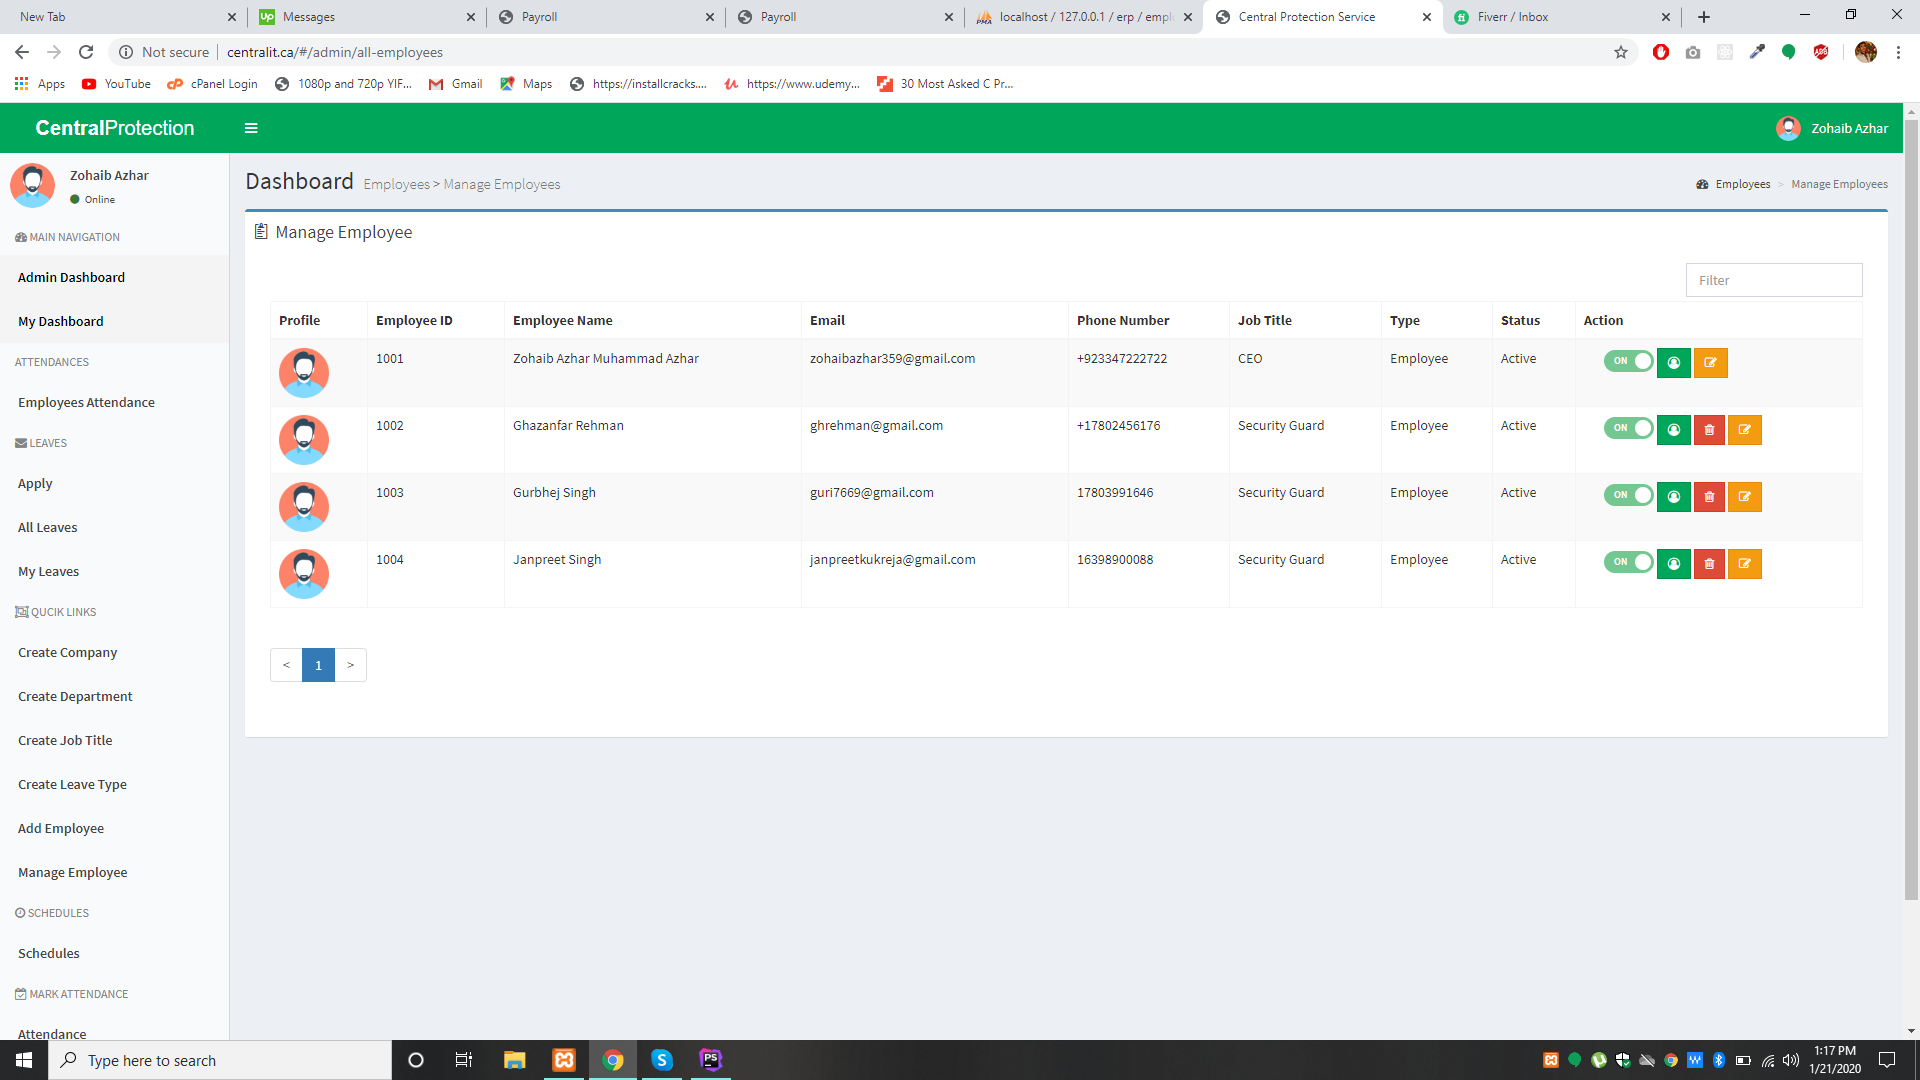 New Tab
Messages
Payroll
Payroll
localhost / 127.0.0.1 / erp / empl
Central Protection Service
Fiverr / Inbox
Not secure
centralit.ca/#/admin/all-employees
Apps
YouTube
cPanel Login
1080p and 720p YIF...
Gmail
Maps
https://installcracks....
https://www.udemy...
30 Most Asked C Pr...
CentralProtection
Zohaib Azhar
Zohaib Azhar
Online
MAIN NAVIGATION
Admin Dashboard
My Dashboard
ATTENDANCES
Employees Attendance
LEAVES
Apply
All Leaves
My Leaves
QUCIK LINKS
Create Company
Create Department
Create Job Title
Create Leave Type
Add Employee
Manage Employee
SCHEDULES
Schedules
MARK ATTENDANCE
Attendance
Dashboard Employees > Manage Employees
Employees > Manage Employees
Manage Employee
Filter
Profile Employee ID Employee Name Email Phone Number Job Title Type Status Action
1001 Zohaib Azhar Muhammad Azhar zohaibazhar359@gmail.com +923347222722 CEO Employee Active ON
1002 Ghazanfar Rehman ghrehman@gmail.com +17802456176 Security Guard Employee Active ON
1003 Gurbhej Singh guri7669@gmail.com 17803991646 Security Guard Employee Active ON
1004 Janpreet Singh janpreetkukreja@gmail.com 16398900088 Security Guard Employee Active ON
< 1 >
Type here to search
1:17 PM
1/21/2020